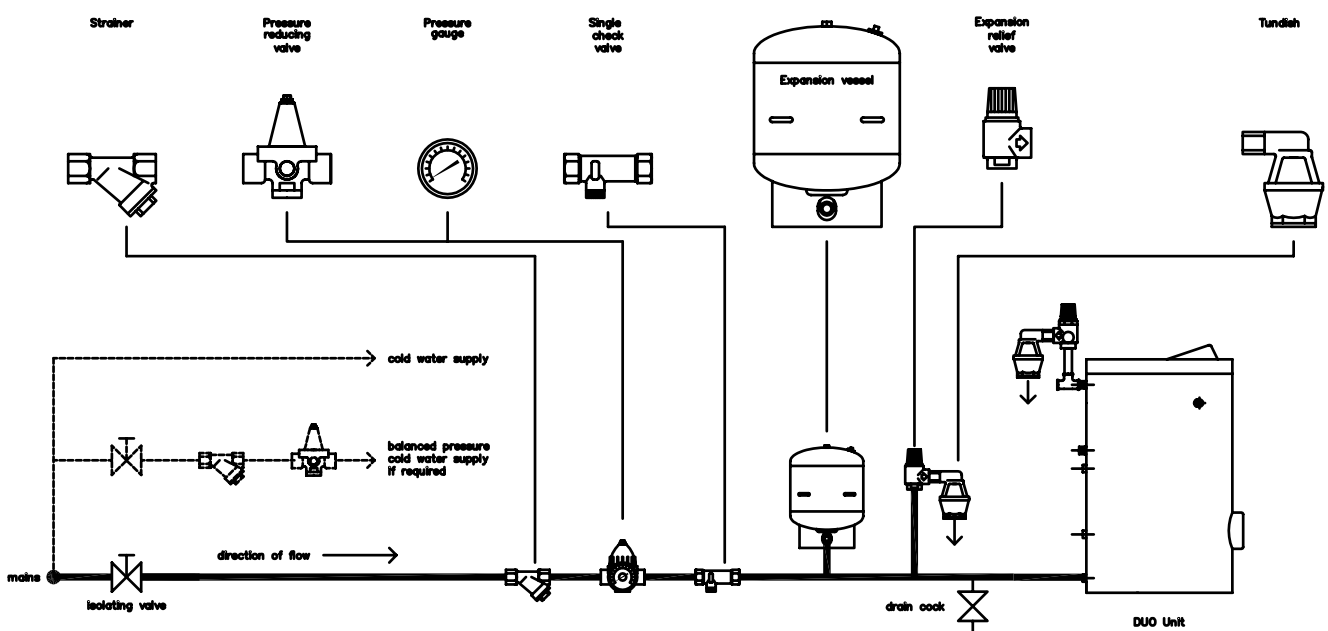 Strainer
Pressure
reducing
valve
Pressure
gauge
Single
check
valve
Expansion vessel
Expansion
relief
valve
Tundish
cold water supply
balanced pressure
cold water supply
if required
direction of flow
mains
isolating valve
drain cock
DUO Unit